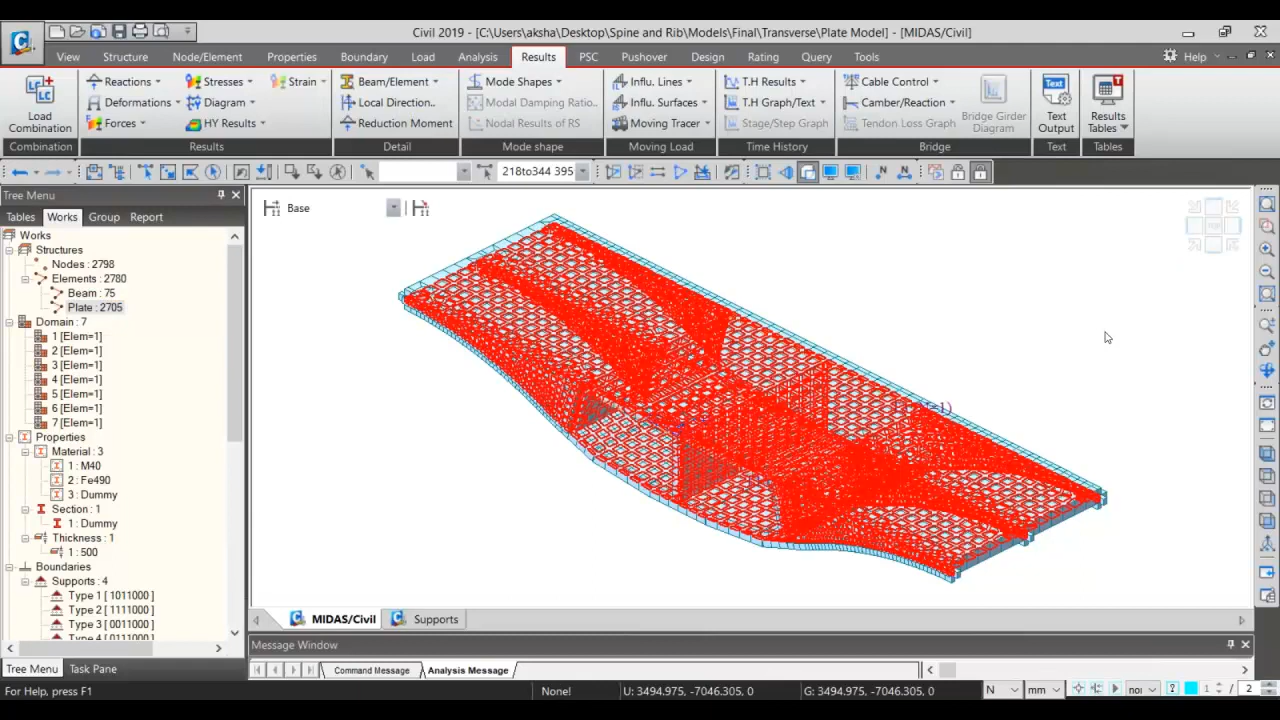 Civil 2019 - [C:\Users\aksha\Desktop\Spine and Rib\Models\Final\Transverse\Plate Model] - [MIDAS/Civil]
View Structure Node/Element Properties Boundary Load Analysis Results PSC Pushover Design Rating Query Tools Help
Load Combination
Reactions Stresses Strain
Deformations Diagram
Forces HY Results
Beam/Element
Local Direction..
Reduction Moment
Mode Shapes
Modal Damping Ratio..
Nodal Results of RS
Influ. Lines
Influ. Surfaces
Moving Tracer
T.H Results
T.H Graph/Text
Stage/Step Graph
Cable Control
Camber/Reaction
Tendon Loss Graph
Bridge Girder Diagram
Text Output
Results Tables
Combination Results Detail Mode shape Moving Load Time History Bridge Text Tables
218to344 395
Tree Menu
Tables Works Group Report
Base
Works
Structures
Nodes : 2798
Elements : 2780
Beam : 75
Plate : 2705
Domain : 7
1 [Elem=1]
2 [Elem=1]
3 [Elem=1]
4 [Elem=1]
5 [Elem=1]
6 [Elem=1]
7 [Elem=1]
Properties
Material : 3
1 : M40
2 : Fe490
3 : Dummy
Section : 1
1 : Dummy
Thickness : 1
1 : 500
Boundaries
Supports : 4
Type 1 [ 1011000 ]
Type 2 [ 1111000 ]
Type 3 [ 0011000 ]
Type 4 [ 0111000 ]
MIDAS/Civil Supports
Message Window
Command Message Analysis Message
Tree Menu Task Pane
For Help, press F1 None! U: 3494.975, -7046.305, 0 G: 3494.975, -7046.305, 0 N mm 1 / 2